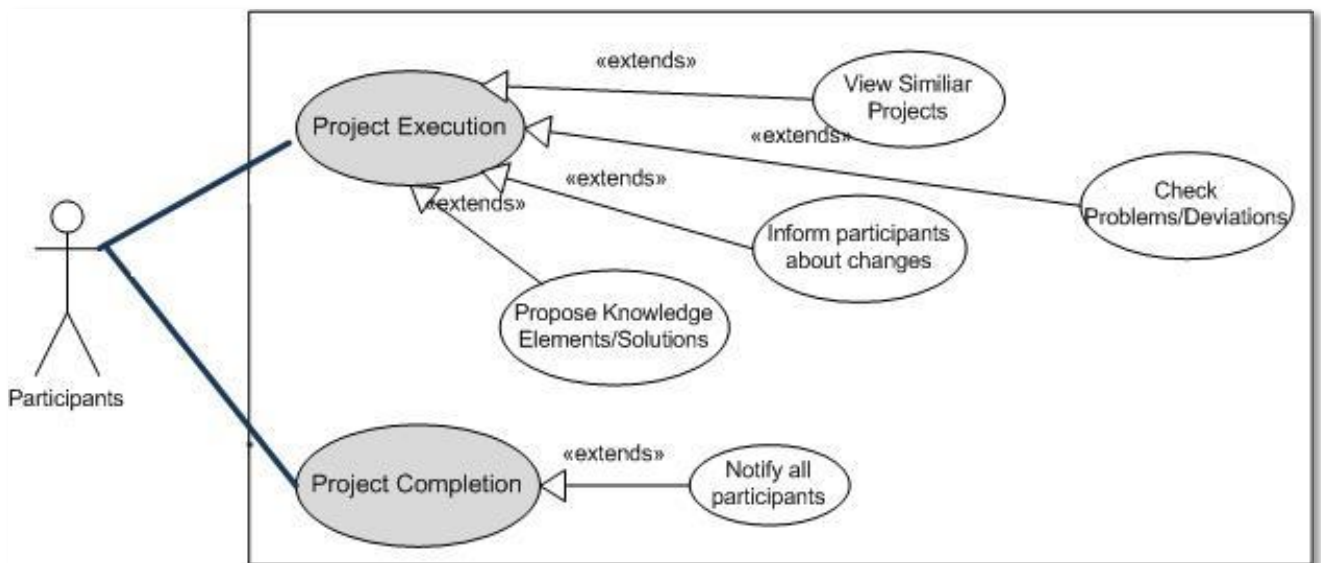 «extends»
View Similiar
Projects
Project Execution
«extends»
«extends»
«extends»
«extends»
Check
Problems/Deviations
Inform participants
about changes
Propose Knowledge
Elements/Solutions
Participants
Project Completion
«extends»
Notify all
participants